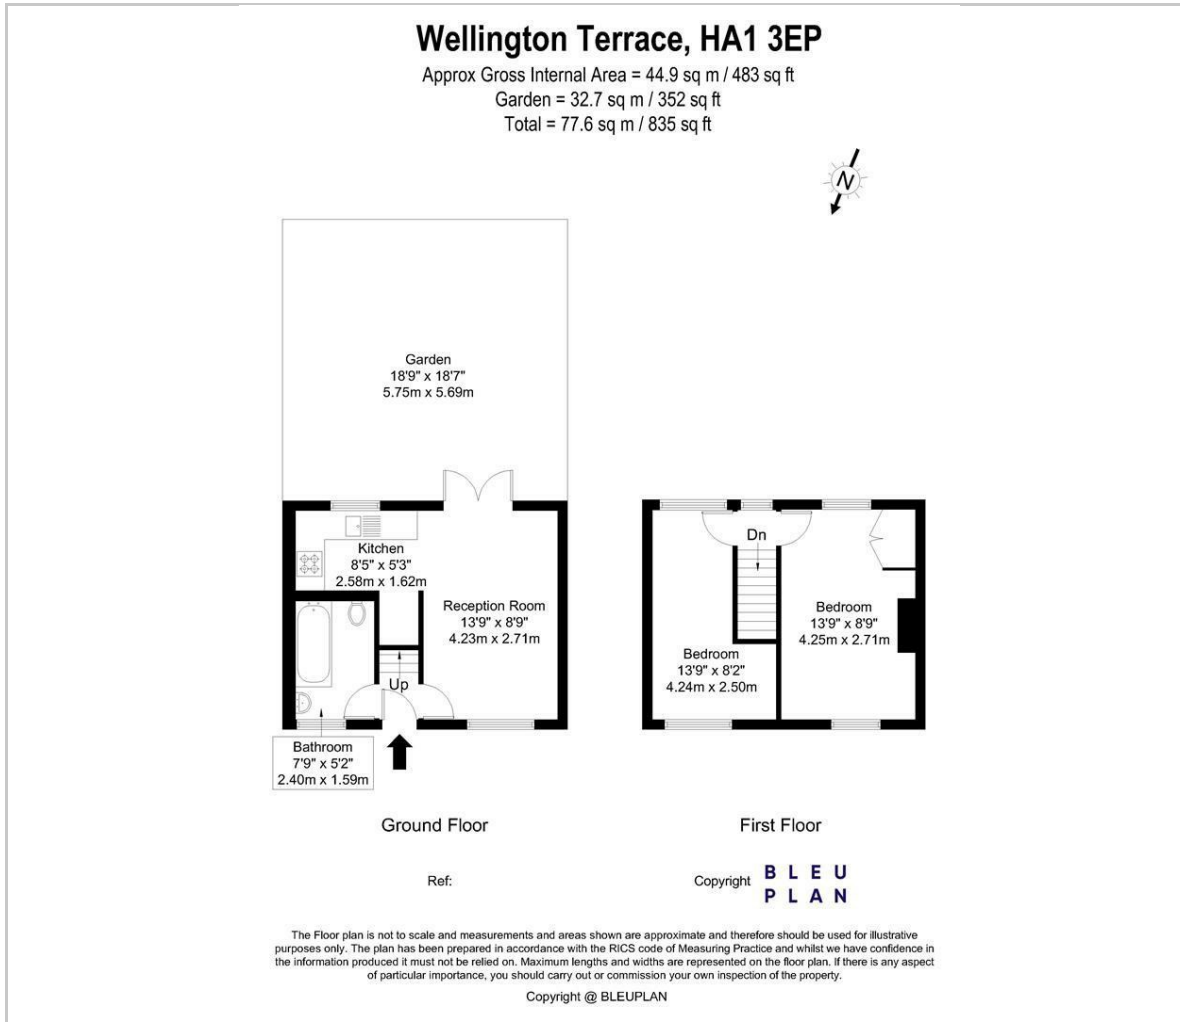 Wellington Terrace, HA1 3EP
Approx Gross Internal Area = 44.9 sq m / 483 sq ft
Garden = 32.7 sq m / 352 sq ft
Total = 77.6 sq m / 835 sq ft
N
Garden
18'9" x 18'7"
5.75m x 5.69m
Kitchen
8'5" x 5'3"
2.58m x 1.62m
Reception Room
13'9" x 8'9"
4.23m x 2.71m
Up
Bathroom
7'9" x 5'2"
2.40m x 1.59m
Ground Floor
Dn
Bedroom
13'9" x 8'9"
4.25m x 2.71m
Bedroom
13'9" x 8'2"
4.24m x 2.50m
First Floor
Ref:
Copyright
BLEU
PLAN
The Floor plan is not to scale and measurements and areas shown are approximate and therefore should be used for illustrative
purposes only. The plan has been prepared in accordance with the RICS code of Measuring Practice and whilst we have confidence in
the information produced it must not be relied on. Maximum lengths and widths are represented on the floor plan. If there is any aspect
of particular importance, you should carry out or commission your own inspection of the property.
Copyright @ BLEUPLAN